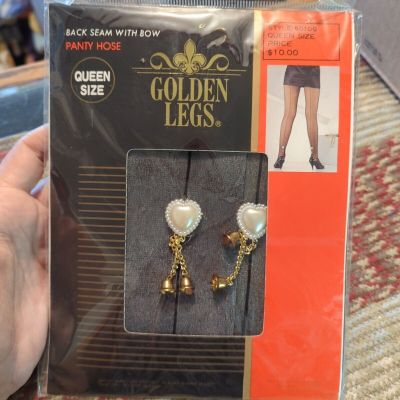 BACK SEAM WITH BOW
PANTY HOSE
QUEEN
SIZE
GOLDEN
LEGS®
QUEEN SIZE
PRICE
$10.00